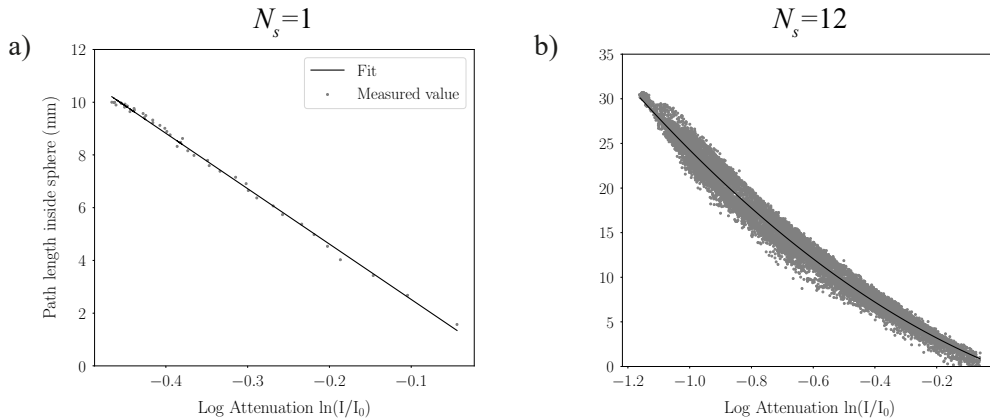 N_s=1
a)
12
10
8
6
4
2
0
Path length inside sphere (mm)
Fit
Measured value
−0.4
−0.3
−0.2
−0.1
Log Attenuation ln(I/I₀)
N_s=12
b)
35
30
25
20
15
10
5
0
−1.2
−1.0
−0.8
−0.6
−0.4
−0.2
Log Attenuation ln(I/I₀)